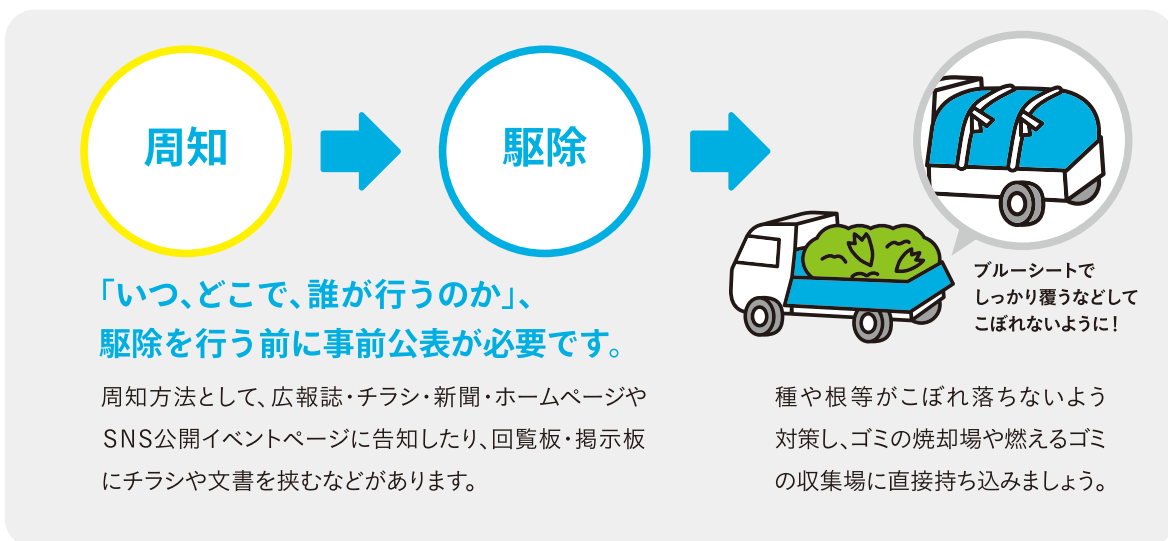 周知
駆除
「いつ、どこで、誰が行うのか」、
駆除を行う前に事前公表が必要です。
周知方法として、広報誌・チラシ・新聞・ホームページや
SNS公開イベントページに告知したり、回覧板・掲示板
にチラシや文書を挟むなどがあります。
ブルーシートで
しっかり覆うなどして
こぼれないように!
種や根等がこぼれ落ちないよう
対策し、ゴミの焼却場や燃えるゴミ
の収集場に直接持ち込みましょう。